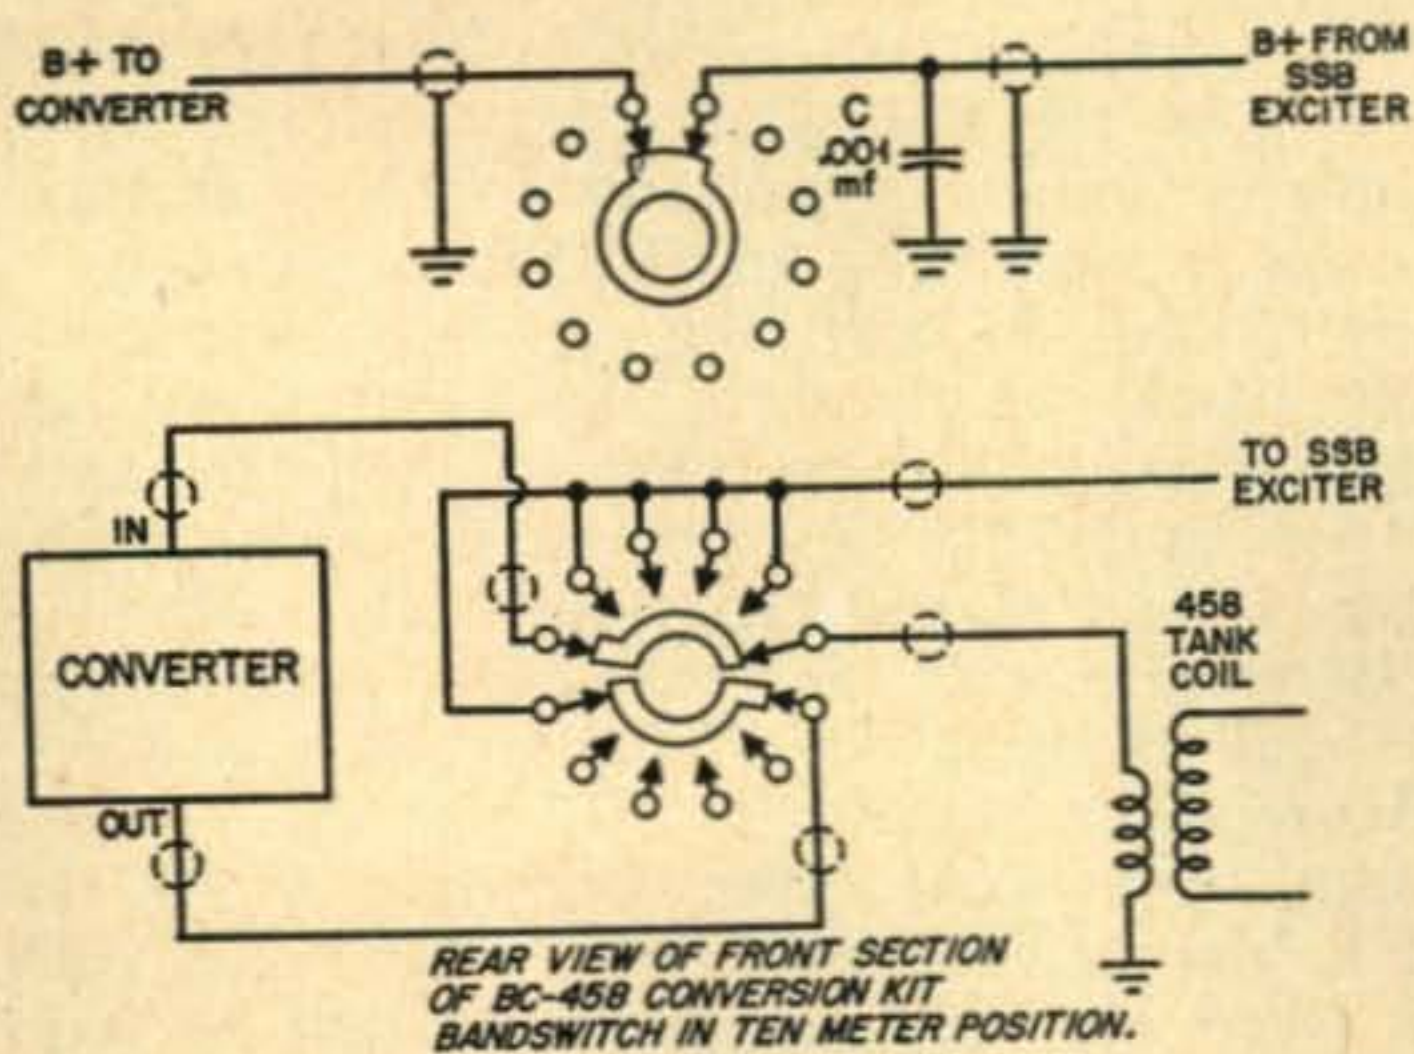 B+ TO
CONVERTER
B+ FROM
SSB
EXCITER
C
.001
mf
TO SSB
EXCITER
IN
CONVERTER
OUT
458
TANK
COIL
REAR VIEW OF FRONT SECTION
OF BC-458 CONVERSION KIT
BANDSWITCH IN TEN METER POSITION.